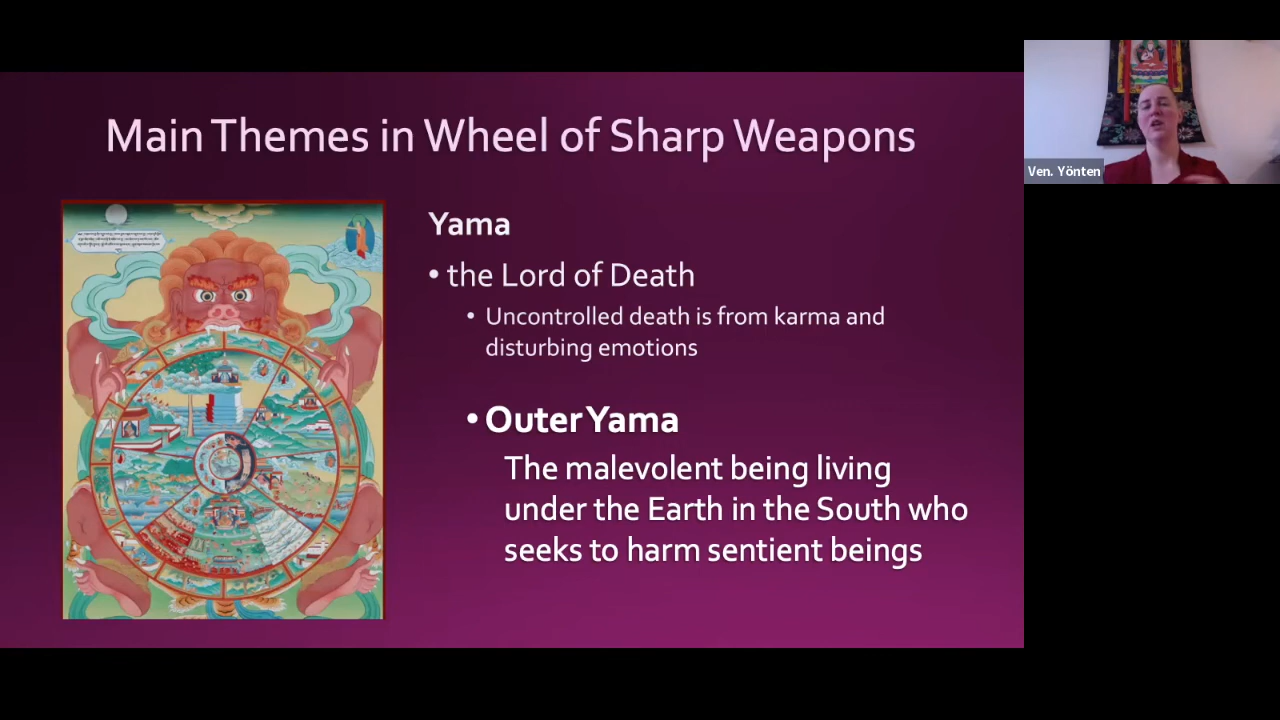 Main Themes in Wheel of Sharp Weapons
Yama
• the Lord of Death
• Uncontrolled death is from karma and
disturbing emotions
• Outer Yama
The malevolent being living
under the Earth in the South who
seeks to harm sentient beings
Ven. Yönten